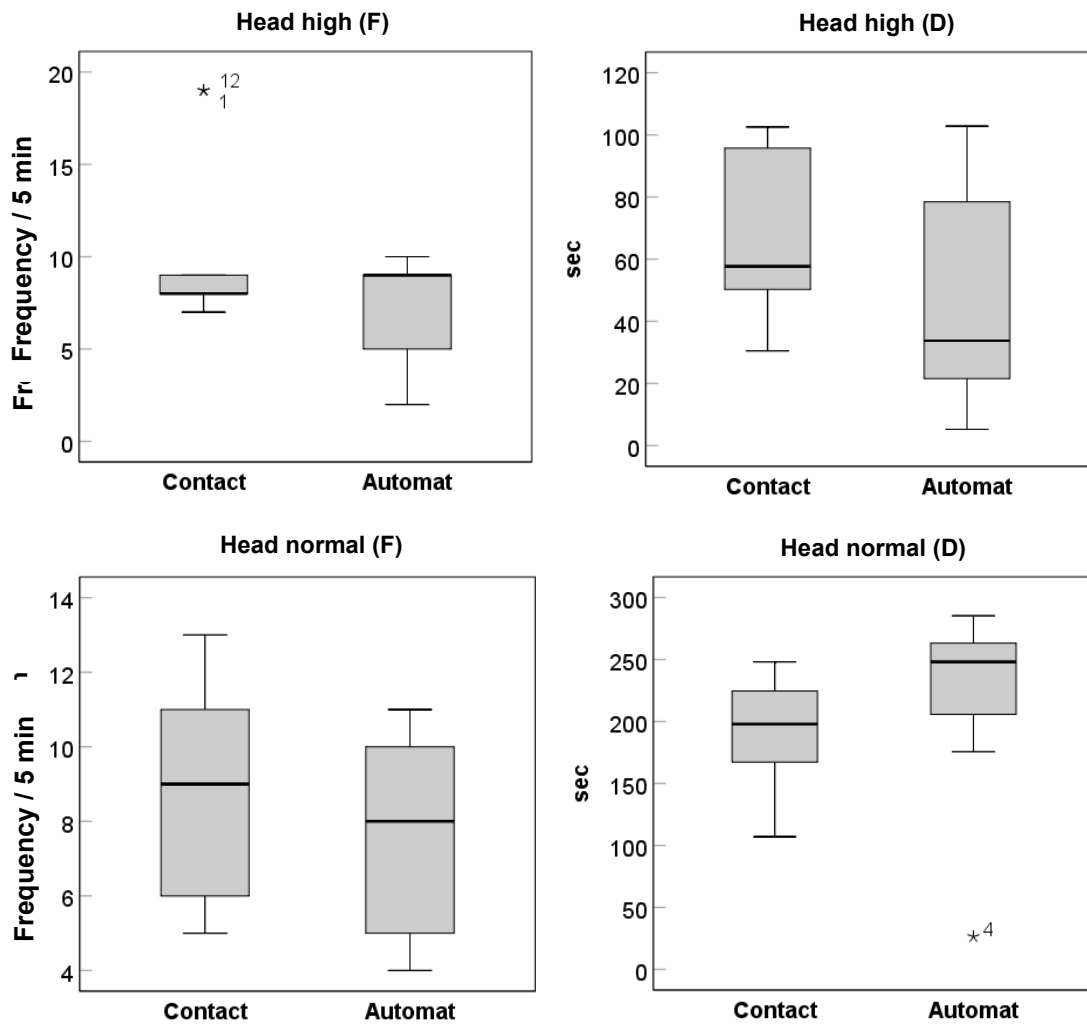 Head high (F)
Frequency / 5 min
Fr
20
15
10
5
0
12
1
Contact Automat
Head high (D)
sec
120
100
80
60
40
20
0
Contact Automat
Head normal (F)
Frequency / 5 min
14
12
10
8
6
4
Contact Automat
Head normal (D)
sec
300
250
200
150
100
50
0
4
Contact Automat